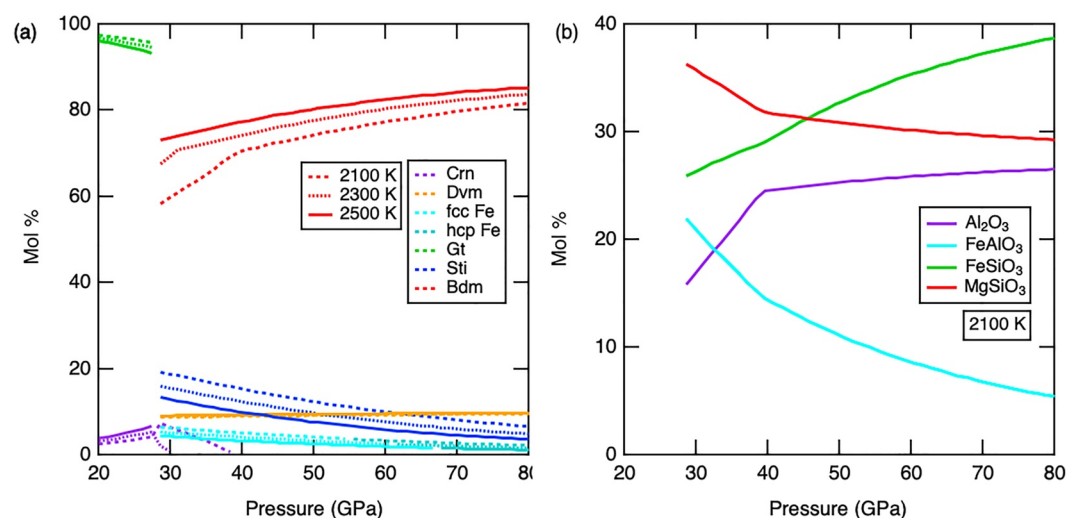 (a)
100
80
60
40
20
0
Mol %
20 30 40 50 60 70 80
Pressure (GPa)
2100 K
2300 K
2500 K
Crn
Dvm
fcc Fe
hcp Fe
Gt
Sti
Bdm
(b)
40
30
20
10
0
Mol %
20 30 40 50 60 70 80
Pressure (GPa)
Al₂O₃
FeAlO₃
FeSiO₃
MgSiO₃
2100 K